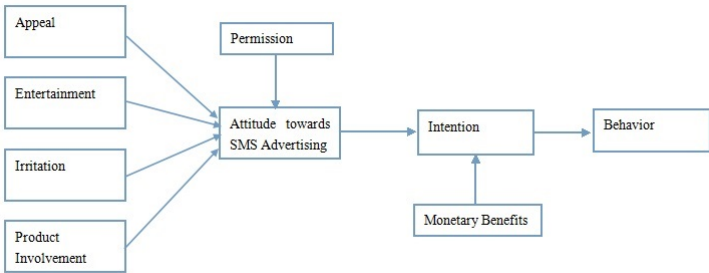 Appeal
Permission
Entertainment
Attitude towards
SMS Advertising
Intention
Behavior
Irritation
Monetary Benefits
Product
Involvement